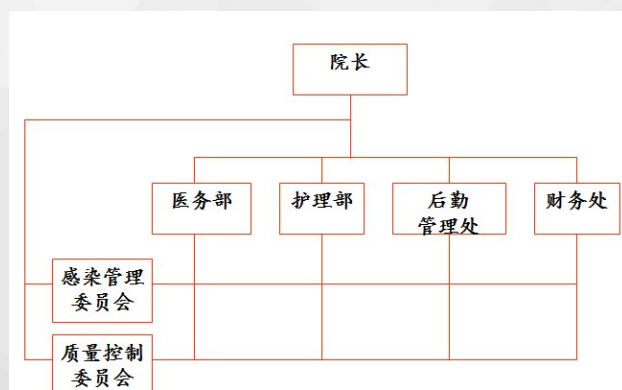 院长
医务部
护理部
后勤
管理处
财务处
感染管理
委员会
质量控制
委员会